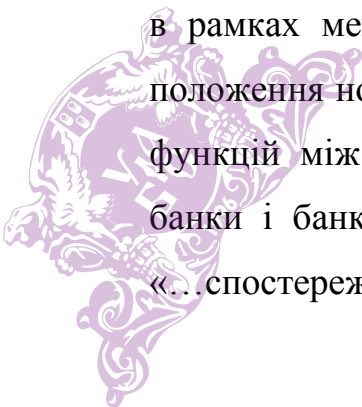 в рамках ме
положення но
функцій між
банки і банк
«…спостереж